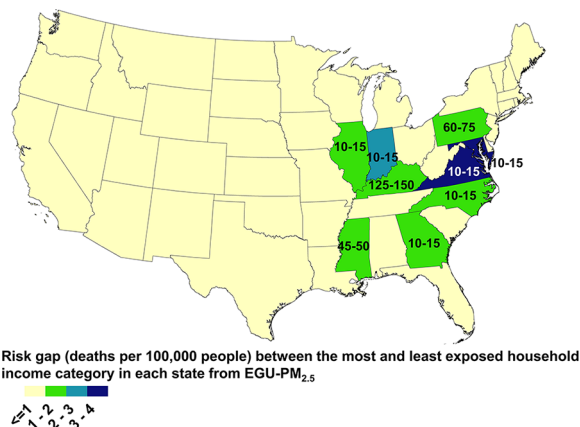 60-75
10-15
10-15
10-15
10-15
125-150
10-15
45-50
10-15
Risk gap (deaths per 100,000 people) between the most and least exposed household
income category in each state from EGU-PM2.5
<=1
1 - 2
2 - 3
3 - 4